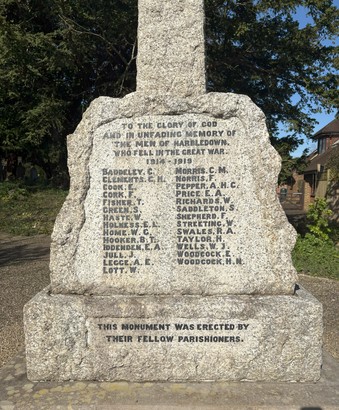 TO THE GLORY OF GOD
AND IN UNFADING MEMORY OF
THE MEN OF HARBLEDOWN,
WHO FELL IN THE GREAT WAR.
1914-1919
BADDELEY, C.
CLEMENTS, C.H.
COOK, E.
CORK, F.
FISHER, T.
GREEN, S.
HASTE, W.
HOLNESS, E.L.
HOME, W.G.
HOOKER, B.T.
IDDENDEN, E.A.
JULL, J.
LEGGE, A.E.
LOTT, W.
MORRIS, C.M.
NORRIS, F.
PEPPER, A.H.C.
PRICE, E.A.
RICHARDS, W.
SADDLETON, S.
SHEPHERD, F.
STREETING, W.
SWALES, R.A.
TAYLOR, H.
WELLS, W.J.
WOODCOCK, E.
WOODCOCK, H.N.
THIS MONUMENT WAS ERECTED BY
THEIR FELLOW PARISHIONERS.